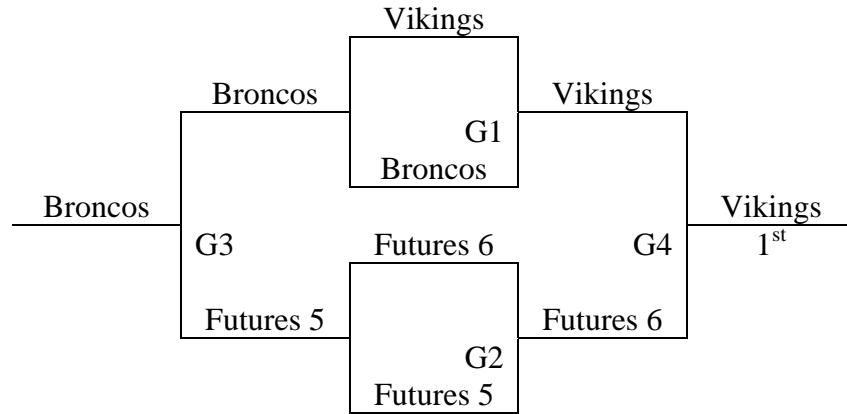 Vikings
Broncos Vikings
G1
Broncos
Broncos Vikings
G3 Futures 6 G4 1st
Futures 5 Futures 6
G2
Futures 5